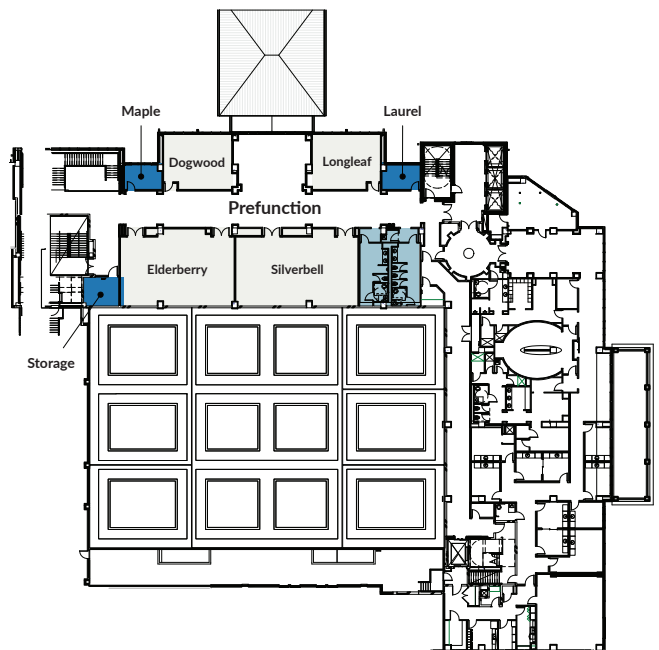 Maple
Laurel
Dogwood
Longleaf
Prefunction
Elderberry
Silverbell
Storage